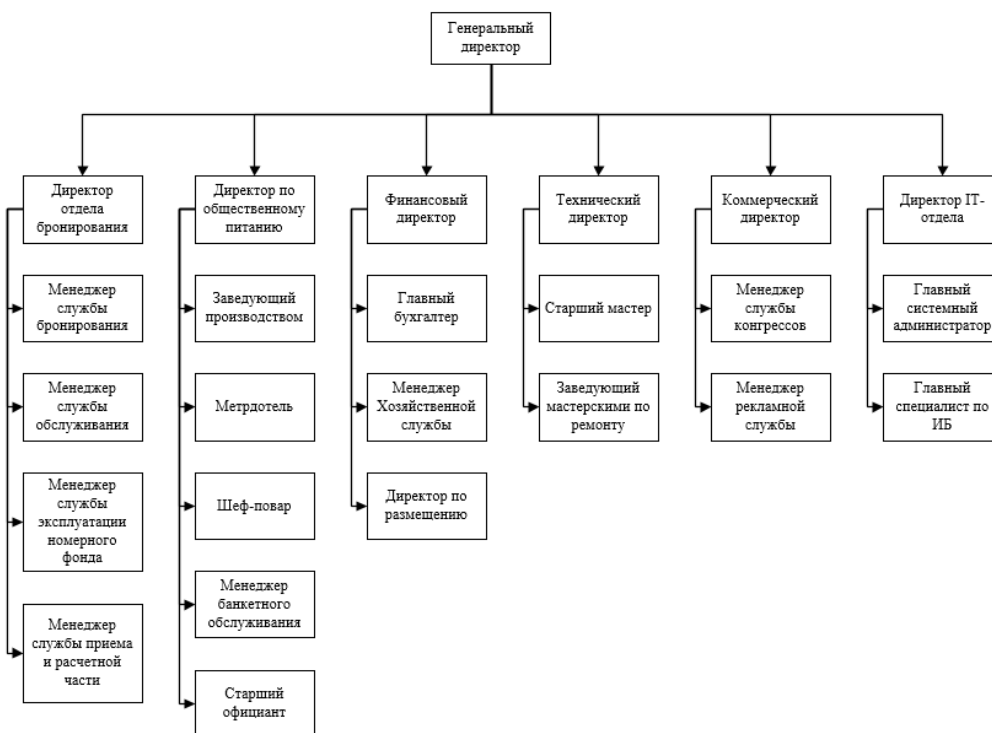 Генеральный
директор
Директор
отдела
бронирования
Директор по
общественному
питанию
Финансовый
директор
Технический
директор
Коммерческий
директор
Директор IT-
отдела
Менеджер
службы
бронирования
Заведующий
производством
Главный
бухгалтер
Старший мастер
Менеджер
службы
конгрессов
Главный
системный
администратор
Менеджер
службы
обслуживания
Метрдотель
Менеджер
Хозяйственной
службы
Заведующий
мастерскими по
ремонту
Менеджер
рекламной
службы
Главный
специалист по
ИБ
Менеджер
службы
эксплуатации
номерного
фонда
Шеф-повар
Директор по
размещению
Менеджер
службы приема
и расчетной
части
Менеджер
банкетного
обслуживания
Старший
официант